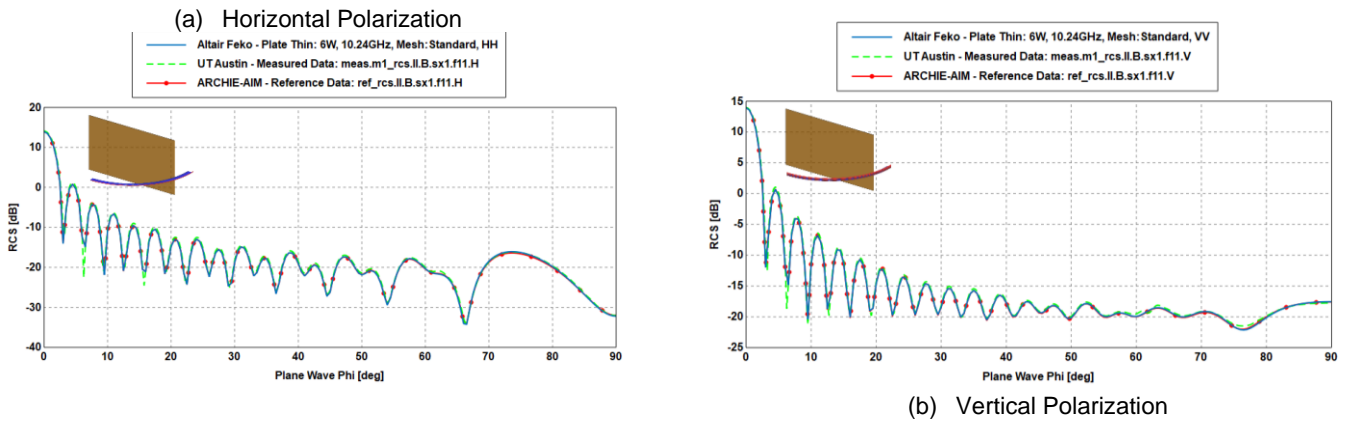 (a) Horizontal Polarization
Altair Feko - Plate Thin: 6W, 10.24GHz, Mesh: Standard, HH
UT Austin - Measured Data: meas.m1_rcs.II.B.sx1.f11.H
ARCHIE-AIM - Reference Data: ref_rcs.II.B.sx1.f11.H
20
10
0
-10
-20
-30
-40
RCS [dB]
0 10 20 30 40 50 60 70 80 90
Plane Wave Phi [deg]
Altair Feko - Plate Thin: 6W, 10.24GHz, Mesh: Standard, VV
UT Austin - Measured Data: meas.m1_rcs.II.B.sx1.f11.V
ARCHIE-AIM - Reference Data: ref_rcs.II.B.sx1.f11.V
15
10
5
0
-5
-10
-15
-20
-25
RCS [dB]
0 10 20 30 40 50 60 70 80 90
Plane Wave Phi [deg]
(b) Vertical Polarization